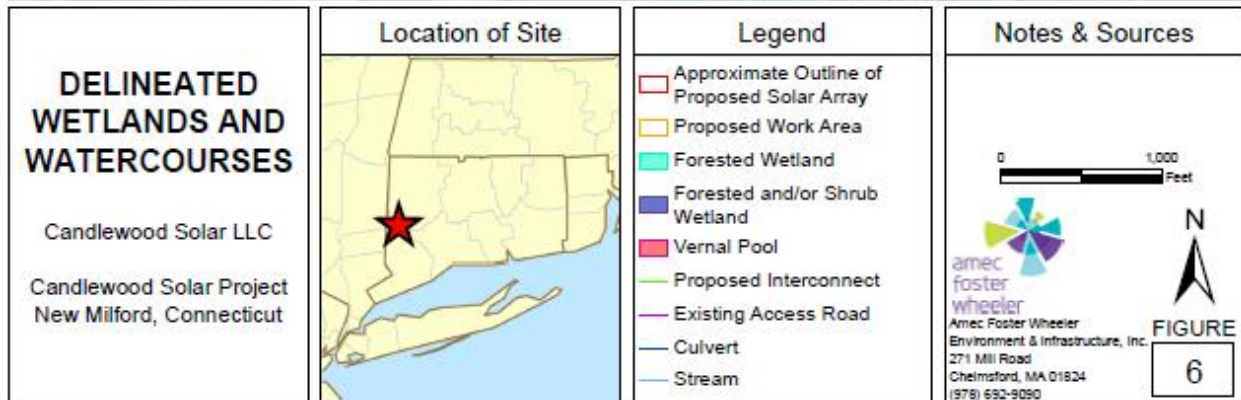 DELINEATED
WETLANDS AND
WATERCOURSES
Candlewood Solar LLC
Candlewood Solar Project
New Milford, Connecticut
Location of Site
Legend
Approximate Outline of
Proposed Solar Array
Proposed Work Area
Forested Wetland
Forested and/or Shrub
Wetland
Vernal Pool
Proposed Interconnect
Existing Access Road
Culvert
Stream
Notes & Sources
0 1,000
Feet
amec
foster
wheeler
N
Amec Foster Wheeler
Environment & Infrastructure, Inc.
271 Mill Road
Chelmsford, MA 01824
(978) 692-9090
FIGURE
6